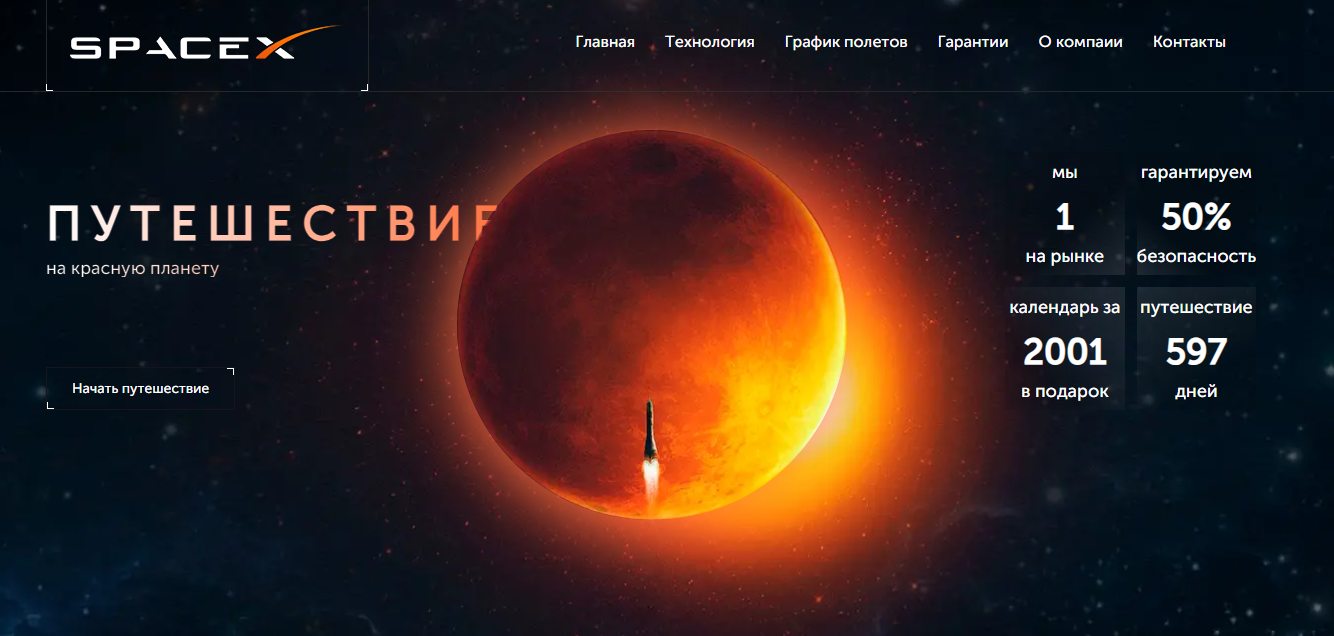 SPACEX
Главная Технология График полетов Гарантии О компаии Контакты
ПУТЕШЕСТВИЕ
на красную планету
Начать путешествие
мы
1
на рынке
гарантируем
50%
безопасность
календарь за
2001
в подарок
путешествие
597
дней